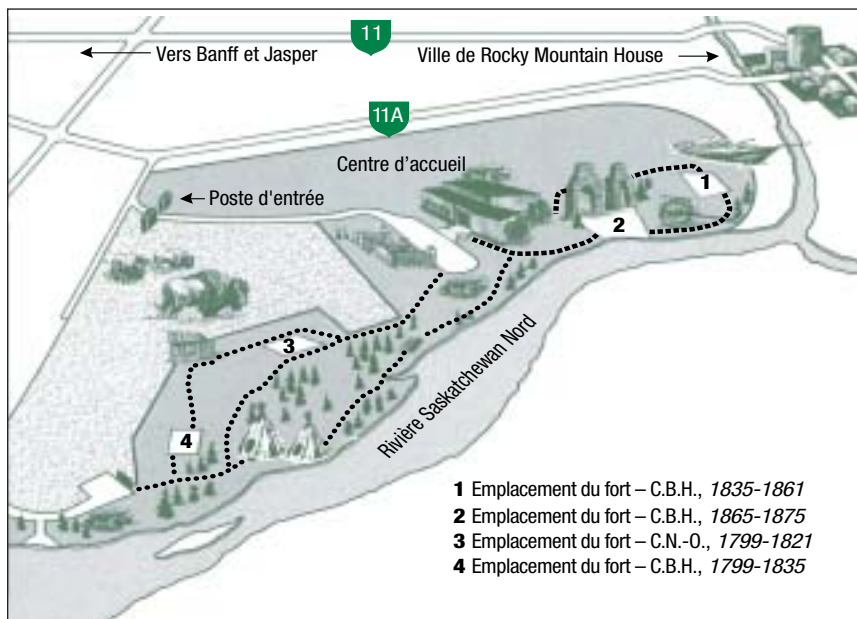 11
Vers Banff et Jasper
Ville de Rocky Mountain House
11A
Centre d'accueil
Poste d'entrée
1
2
3
4
Rivière Saskatchewan Nord
1 Emplacement du fort – C.B.H., 1835-1861
2 Emplacement du fort – C.B.H., 1865-1875
3 Emplacement du fort – C.N.-O., 1799-1821
4 Emplacement du fort – C.B.H., 1799-1835